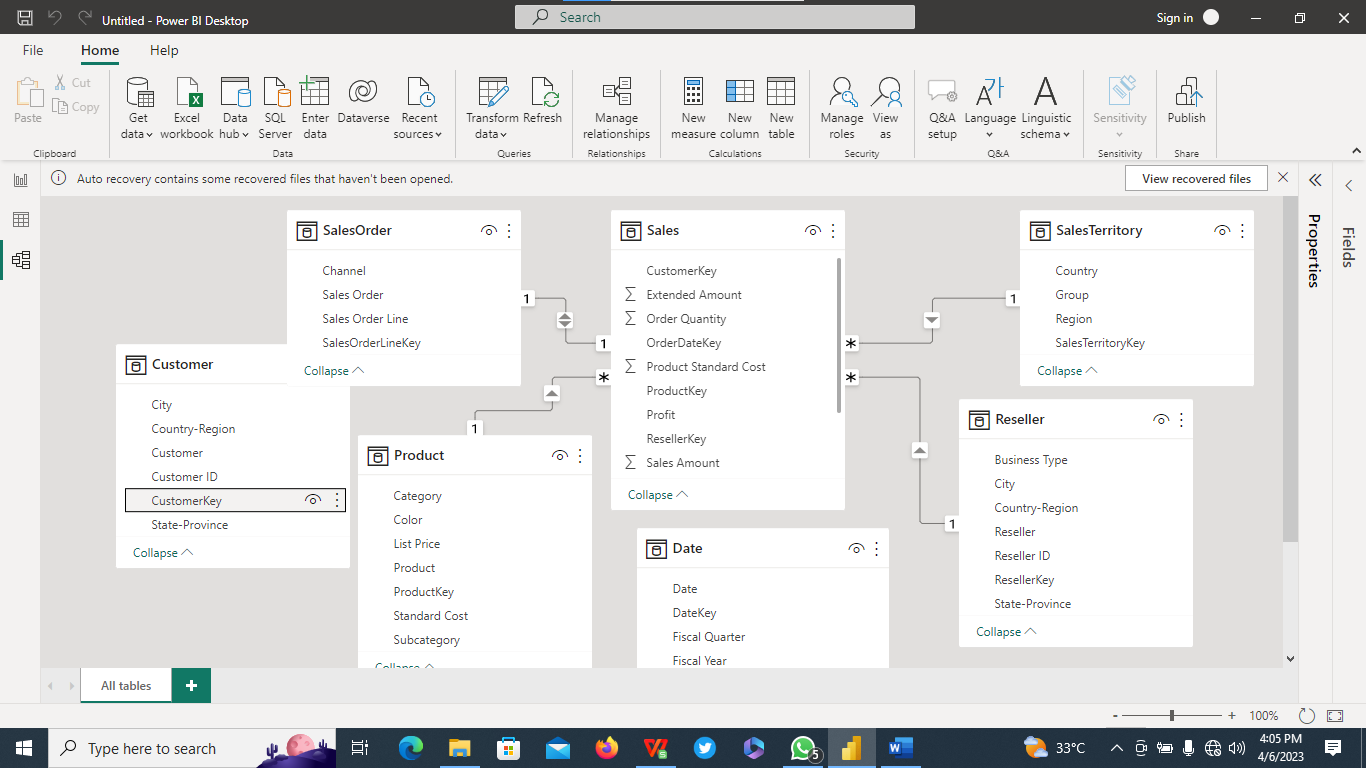 Untitled - Power BI Desktop
Search
Sign in
File Home Help
Paste
Cut
Copy
Clipboard
Get data
Excel workbook
Data hub
SQL Server
Enter data
Dataverse
Recent sources
Data
Transform data
Refresh
Queries
Manage relationships
Relationships
New measure
New column
New table
Calculations
Manage roles
View as
Security
Q&A setup
Language
Linguistic schema
Q&A
Sensitivity
Sensitivity
Publish
Share
Auto recovery contains some recovered files that haven't been opened.
View recovered files
Properties
Fields
SalesOrder
Channel
Sales Order
Sales Order Line
SalesOrderLineKey
Collapse
1
1
Customer
City
Country-Region
Customer
Customer ID
CustomerKey
State-Province
Collapse
Product
Category
Color
List Price
Product
ProductKey
Standard Cost
Subcategory
Collapse
1
*
Sales
CustomerKey
Σ Extended Amount
Σ Order Quantity
OrderDateKey
Σ Product Standard Cost
ProductKey
Profit
ResellerKey
Σ Sales Amount
Collapse
Date
Date
DateKey
Fiscal Quarter
Fiscal Year
SalesTerritory
Country
Group
Region
SalesTerritoryKey
Collapse
1
*
Reseller
Business Type
City
Country-Region
Reseller
Reseller ID
ResellerKey
State-Province
Collapse
1
*
All tables
+
- + 100%
Type here to search
5
33°C
4:05 PM
4/6/2023